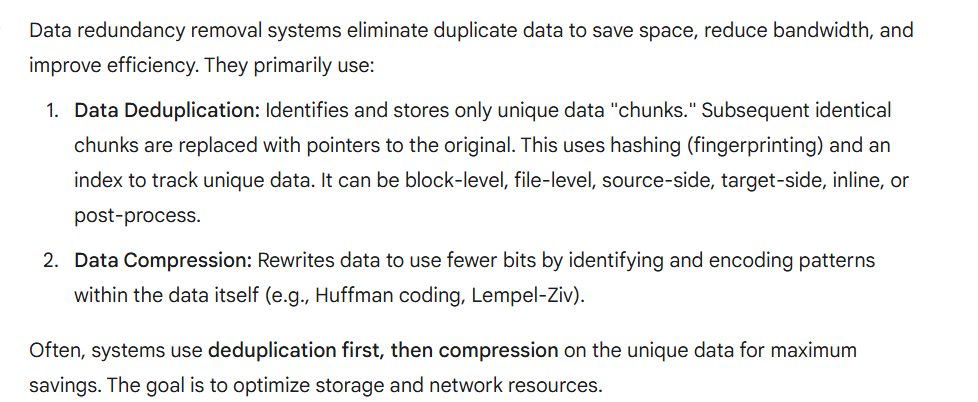 Data redundancy removal systems eliminate duplicate data to save space, reduce bandwidth, and
improve efficiency. They primarily use:
1. Data Deduplication: Identifies and stores only unique data "chunks." Subsequent identical
chunks are replaced with pointers to the original. This uses hashing (fingerprinting) and an
index to track unique data. It can be block-level, file-level, source-side, target-side, inline, or
post-process.
2. Data Compression: Rewrites data to use fewer bits by identifying and encoding patterns
within the data itself (e.g., Huffman coding, Lempel-Ziv).
Often, systems use deduplication first, then compression on the unique data for maximum
savings. The goal is to optimize storage and network resources.